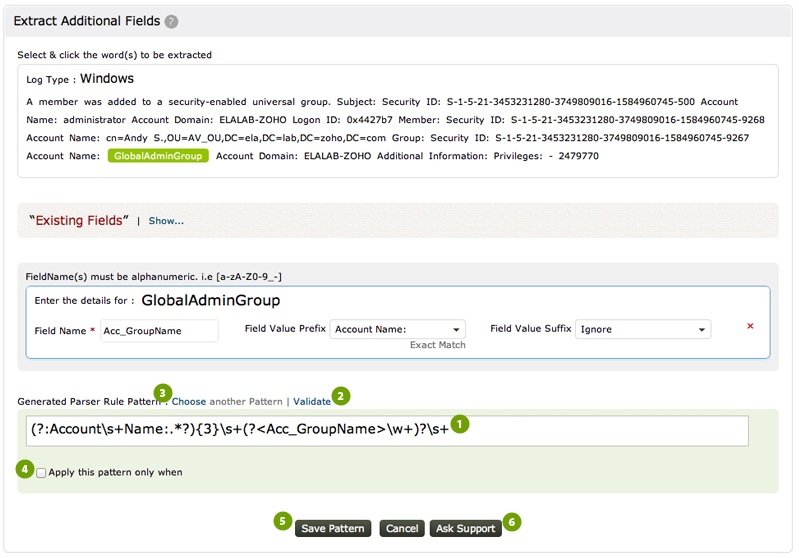 Extract Additional Fields ?
Select & click the word(s) to be extracted
Log Type : Windows
A member was added to a security-enabled universal group. Subject: Security ID: S-1-5-21-3453231280-3749809016-1584960745-500 Account
Name: administrator Account Domain: ELALAB-ZOHO Logon ID: 0x4427b7 Member: Security ID: S-1-5-21-3453231280-3749809016-1584960745-9268
Account Name: cn=Andy S.,OU=AV_OU,DC=ela,DC=lab,DC=zoho,DC=com Group: Security ID: S-1-5-21-3453231280-3749809016-1584960745-9267
Account Name: GlobalAdminGroup Account Domain: ELALAB-ZOHO Additional Information: Privileges: - 2479770
“Existing Fields” | Show...
FieldName(s) must be alphanumeric. i.e [a-zA-Z0-9_-]
Enter the details for : GlobalAdminGroup
Field Name * Acc_GroupName Field Value Prefix Account Name: Field Value Suffix Ignore ×
Exact Match
Generated Parser Rule Pattern : 3 Choose another Pattern | Validate 2
(?:Account\s+Name:.*?){3}\s+(?<Acc_GroupName>\w+)?\s+ 1
4 Apply this pattern only when
5 Save Pattern Cancel Ask Support 6